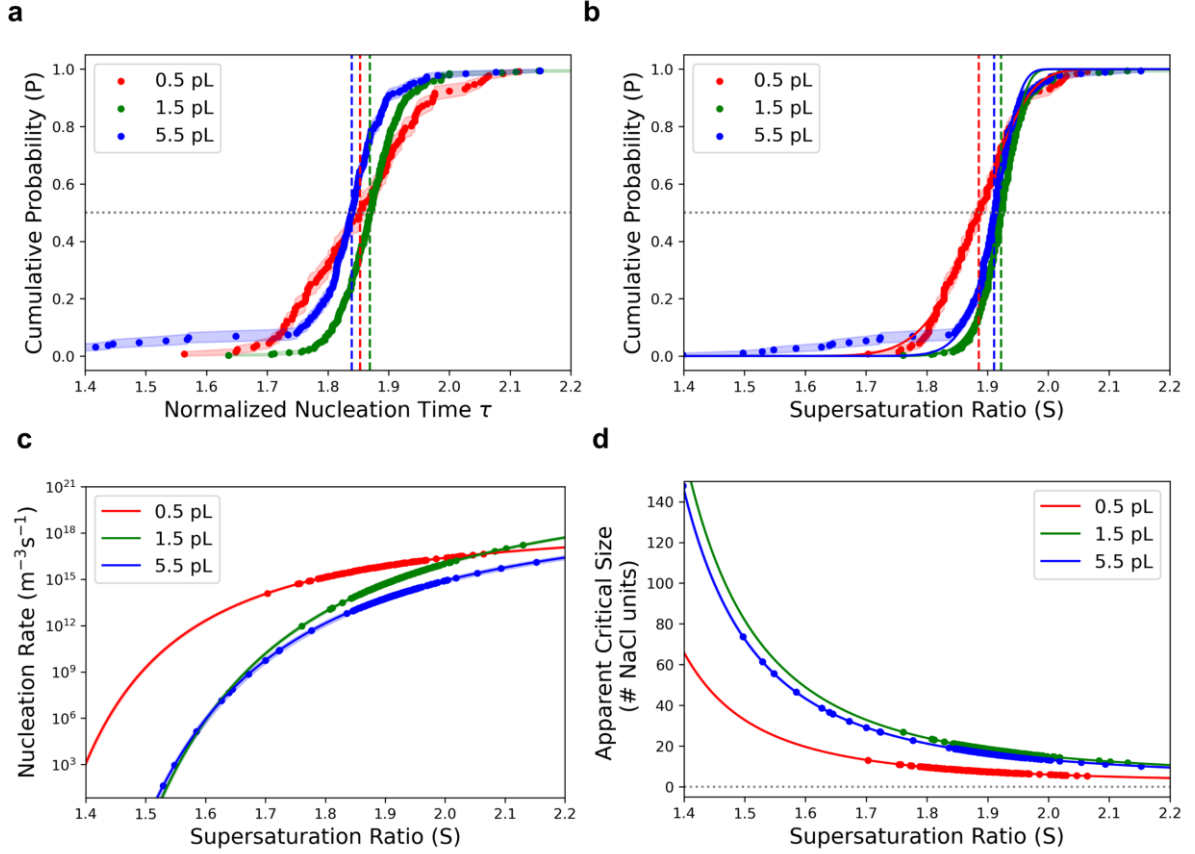 a
b
Cumulative Probability (P)
1.0
0.8
0.6
0.4
0.2
0.0
0.5 pL
1.5 pL
5.5 pL
1.4 1.5 1.6 1.7 1.8 1.9 2.0 2.1 2.2
Normalized Nucleation Time τ
Cumulative Probability (P)
1.0
0.8
0.6
0.4
0.2
0.0
0.5 pL
1.5 pL
5.5 pL
1.4 1.5 1.6 1.7 1.8 1.9 2.0 2.1 2.2
Supersaturation Ratio (S)
c
d
Nucleation Rate (m⁻³s⁻¹)
10²¹
10¹⁸
10¹⁵
10¹²
10⁹
10⁶
10³
0.5 pL
1.5 pL
5.5 pL
1.4 1.5 1.6 1.7 1.8 1.9 2.0 2.1 2.2
Supersaturation Ratio (S)
Apparent Critical Size
(# NaCl units)
140
120
100
80
60
40
20
0
0.5 pL
1.5 pL
5.5 pL
1.4 1.5 1.6 1.7 1.8 1.9 2.0 2.1 2.2
Supersaturation Ratio (S)